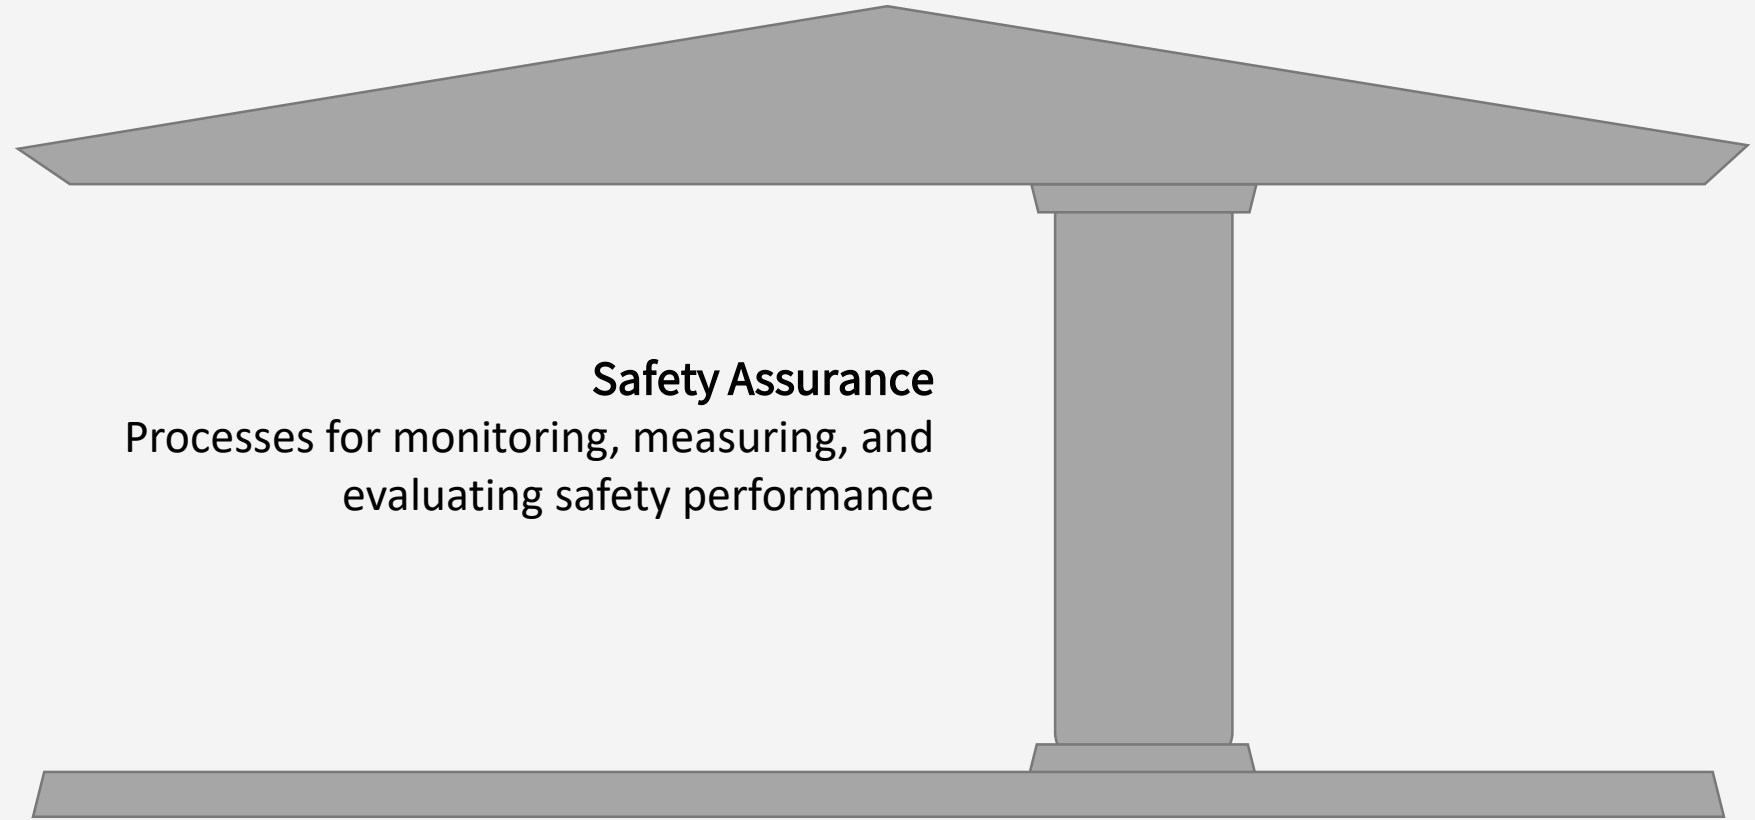 Safety Assurance
Processes for monitoring, measuring, and
evaluating safety performance